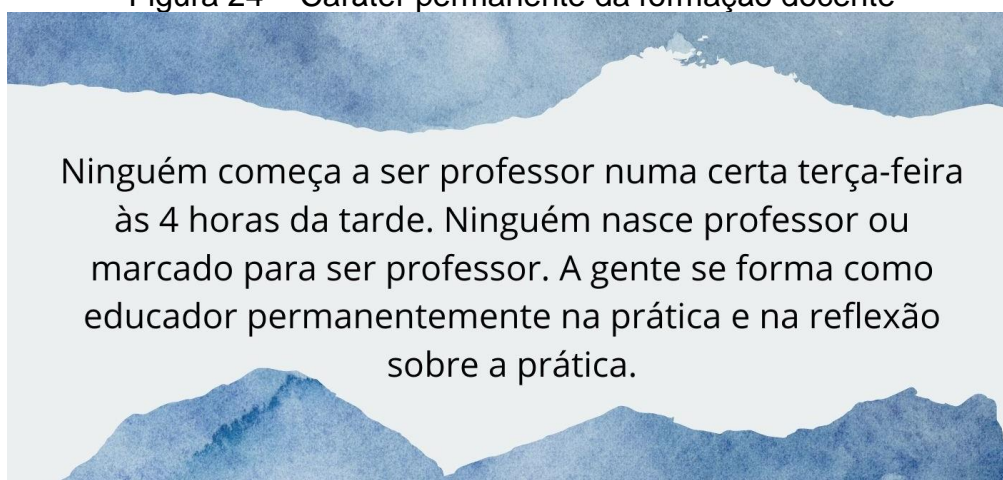 Figura 24 – Caráter permanente da formação docente
Ninguém começa a ser professor numa certa terça-feira
às 4 horas da tarde. Ninguém nasce professor ou
marcado para ser professor. A gente se forma como
educador permanentemente na prática e na reflexão
sobre a prática.